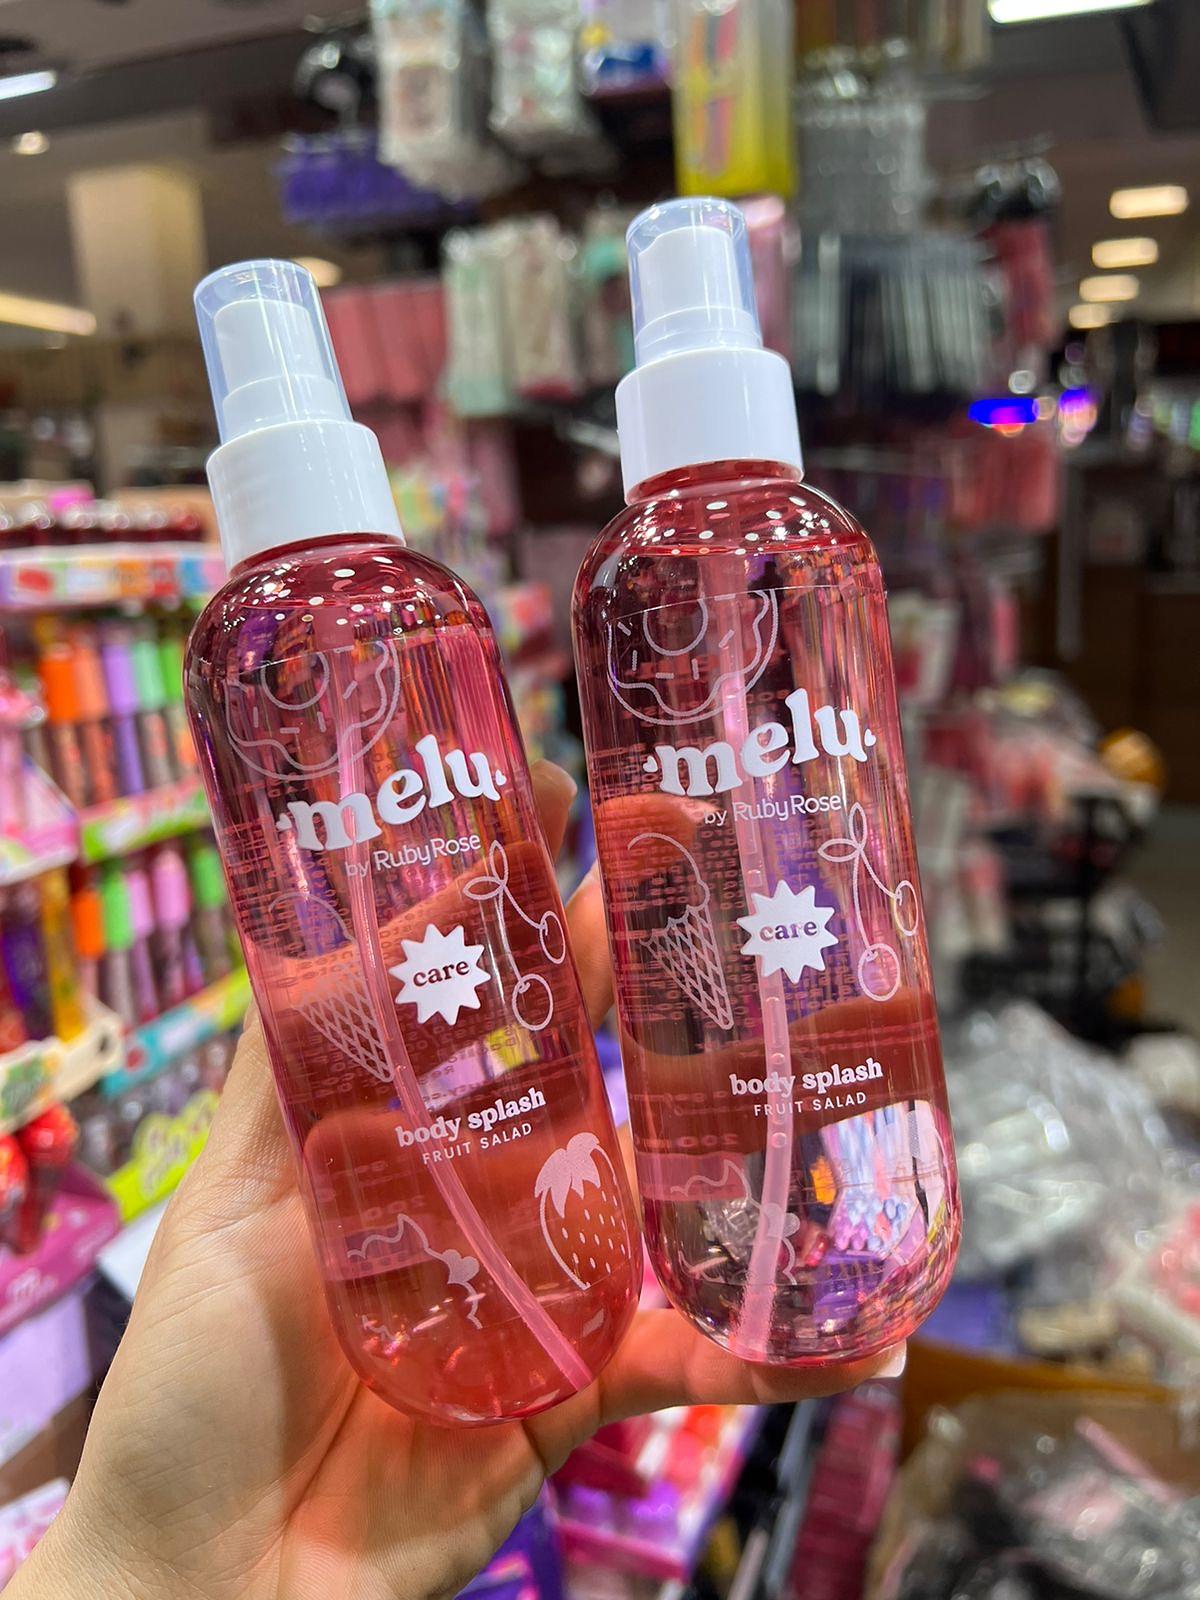 melu
by Ruby Rose
care
body splash
FRUIT SALAD
melu
by Ruby Rose
care
body splash
FRUIT SALAD